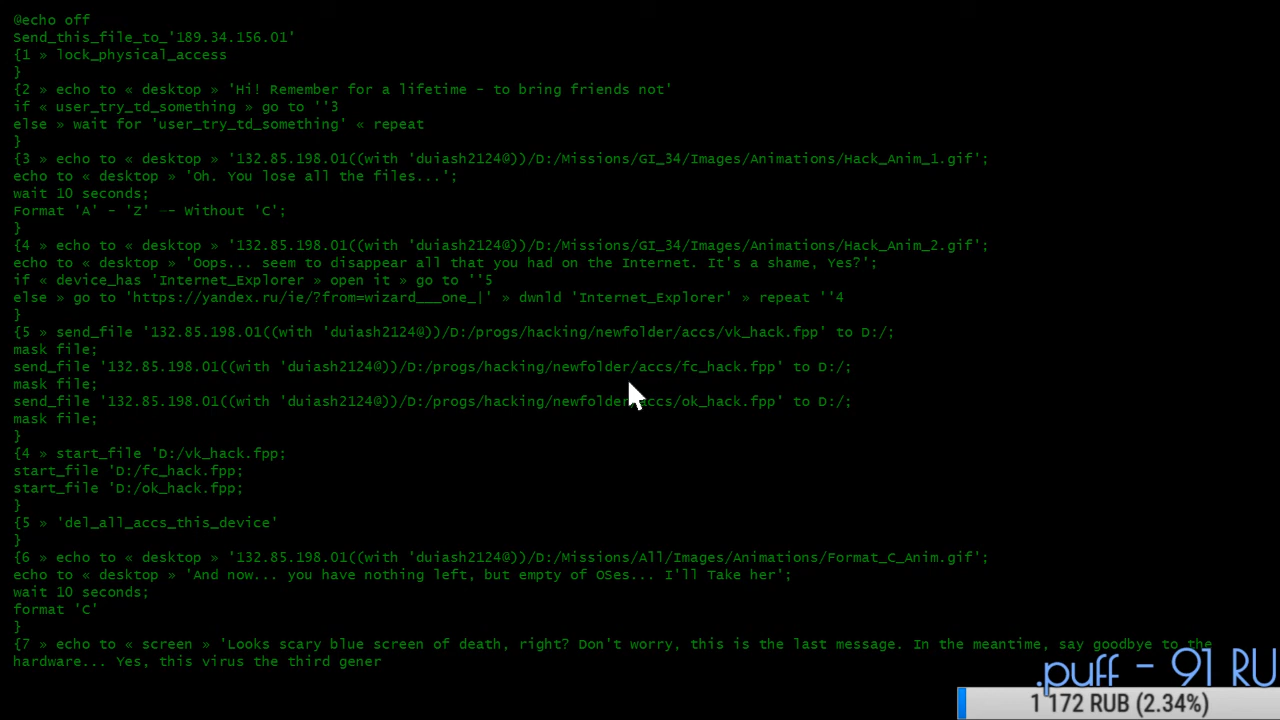 @echo off
Send_this_file_to_'189.34.156.01'
{1 » lock_physical_access
}
{2 » echo to « desktop » 'Hi! Remember for a lifetime - to bring friends not'
if « user_try_td_something » go to ''3
else » wait for 'user_try_td_something' « repeat
}
{3 » echo to « desktop » '132.85.198.01((with 'duiash2124@))/D:/Missions/GI_34/Images/Animations/Hack_Anim_1.gif';
echo to « desktop » 'Oh. You lose all the files...';
wait 10 seconds;
Format 'A' - 'Z' -- Without 'C';
}
{4 » echo to « desktop » '132.85.198.01((with 'duiash2124@))/D:/Missions/GI_34/Images/Animations/Hack_Anim_2.gif';
echo to « desktop » 'Oops... seem to disappear all that you had on the Internet. It's a shame, Yes?';
if « device_has 'Internet_Explorer » open it » go to ''5
else » go to 'https://yandex.ru/ie/?from=wizard___one_|' » dwnld 'Internet_Explorer' » repeat ''4
}
{5 » send_file '132.85.198.01((with 'duiash2124@))/D:/progs/hacking/newfolder/accs/vk_hack.fpp' to D:/;
mask file;
send_file '132.85.198.01((with 'duiash2124@))/D:/progs/hacking/newfolder/accs/fc_hack.fpp' to D:/;
mask file;
send_file '132.85.198.01((with 'duiash2124@))/D:/progs/hacking/newfolder/accs/ok_hack.fpp' to D:/;
mask file;
}
{4 » start_file 'D:/vk_hack.fpp;
start_file 'D:/fc_hack.fpp;
start_file 'D:/ok_hack.fpp;
}
{5 » 'del_all_accs_this_device'
}
{6 » echo to « desktop » '132.85.198.01((with 'duiash2124@))/D:/Missions/All/Images/Animations/Format_C_Anim.gif';
echo to « desktop » 'And now... you have nothing left, but empty of OSes... I'll Take her';
wait 10 seconds;
format 'C'
}
{7 » echo to « screen » 'Looks scary blue screen of death, right? Don't worry, this is the last message. In the meantime, say goodbye to the
hardware... Yes, this virus the third gener
.puff - 91 RU
1 172 RUB (2.34%)